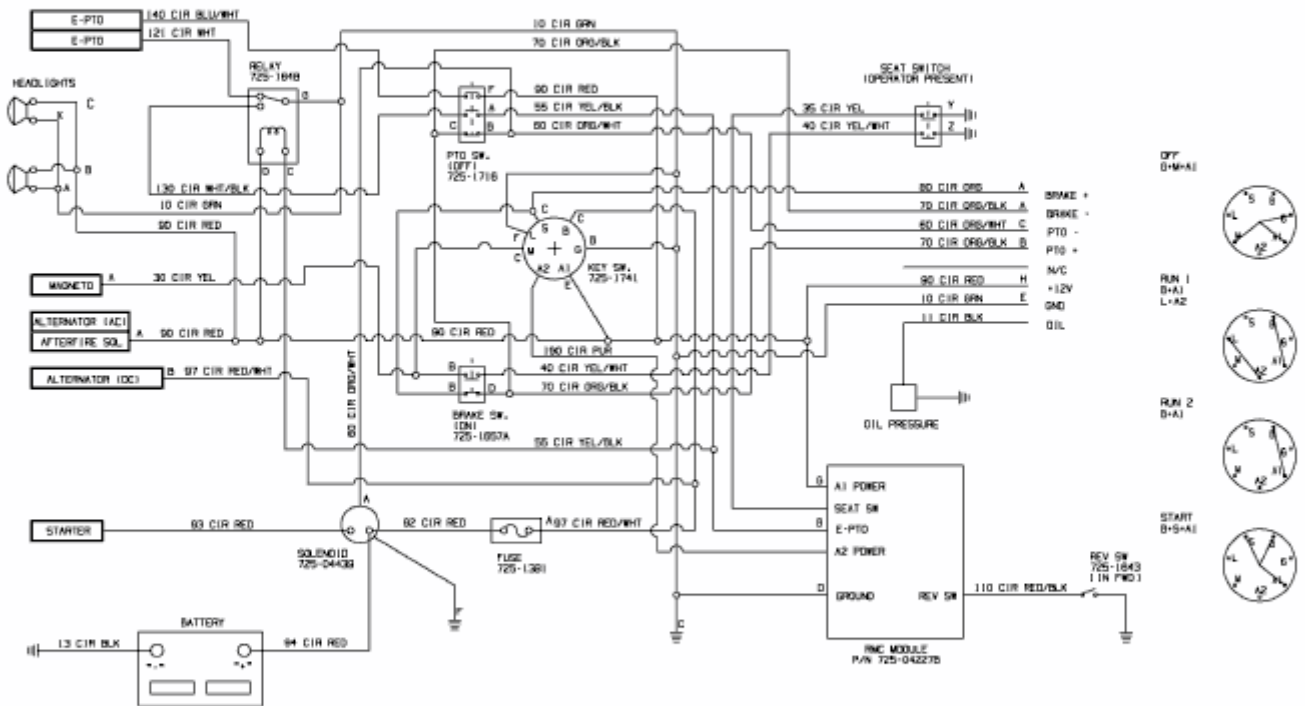 E-PTO
140 CIR BLU/WHT
E-PTO
121 CIR WHT
10 CIR GRN
70 CIR ORG/BLK
RELAY
725-1648
HEADLIGHTS
C
X
B
A
G
D
C
130 CIR WHT/BLK
10 CIR GRN
90 CIR RED
F
A
C
B
90 CIR RED
55 CIR YEL/BLK
60 CIR ORG/WHT
PTO SW.
(OFF)
725-1716
SEAT SWITCH
(OPERATOR PRESENT)
35 CIR YEL
Y
40 CIR YEL/WHT
Z
80 CIR ORG
A
BRAKE +
70 CIR ORG/BLK
A
BRAKE -
60 CIR ORG/WHT
C
PTO -
70 CIR ORG/BLK
B
PTO +
N/C
90 CIR RED
H
+12V
10 CIR GRN
E
GND
11 CIR BLK
OIL
OIL PRESSURE
C
C
F
L
S
B
B
M
G
C
A2
A1
E
KEY SW.
725-1741
MAGNETO
A
30 CIR YEL
ALTERNATOR (AC)
AFTERFIRE SOL
A
90 CIR RED
90 CIR RED
190 CIR PUR
ALTERNATOR (DC)
B
97 CIR RED/WHT
60 CIR ORG/WHT
B
40 CIR YEL/WHT
B
D
70 CIR ORG/BLK
BRAKE SW.
(ON)
725-1657A
55 CIR YEL/BLK
A
STARTER
93 CIR RED
92 CIR RED
A
97 CIR RED/WHT
SOLENOID
725-04439
FUSE
725-1381
F
C
BATTERY
13 CIR BLK
94 CIR RED
G
A1 POWER
SEAT SW
B
E-PTO
A2 POWER
D
GROUND
REV SW
110 CIR RED/BLK
RMC MODULE
P/N 725-04227B
REV SW
725-1643
(IN FWD)
OFF
G+M+A1
L
S
B
G
M
A2
A1
RUN 1
B+A1
L+A2
L
S
B
G
M
A2
A1
RUN 2
B+A1
L
S
B
G
M
A2
A1
START
B+S+A1
L
S
B
G
M
A2
A1